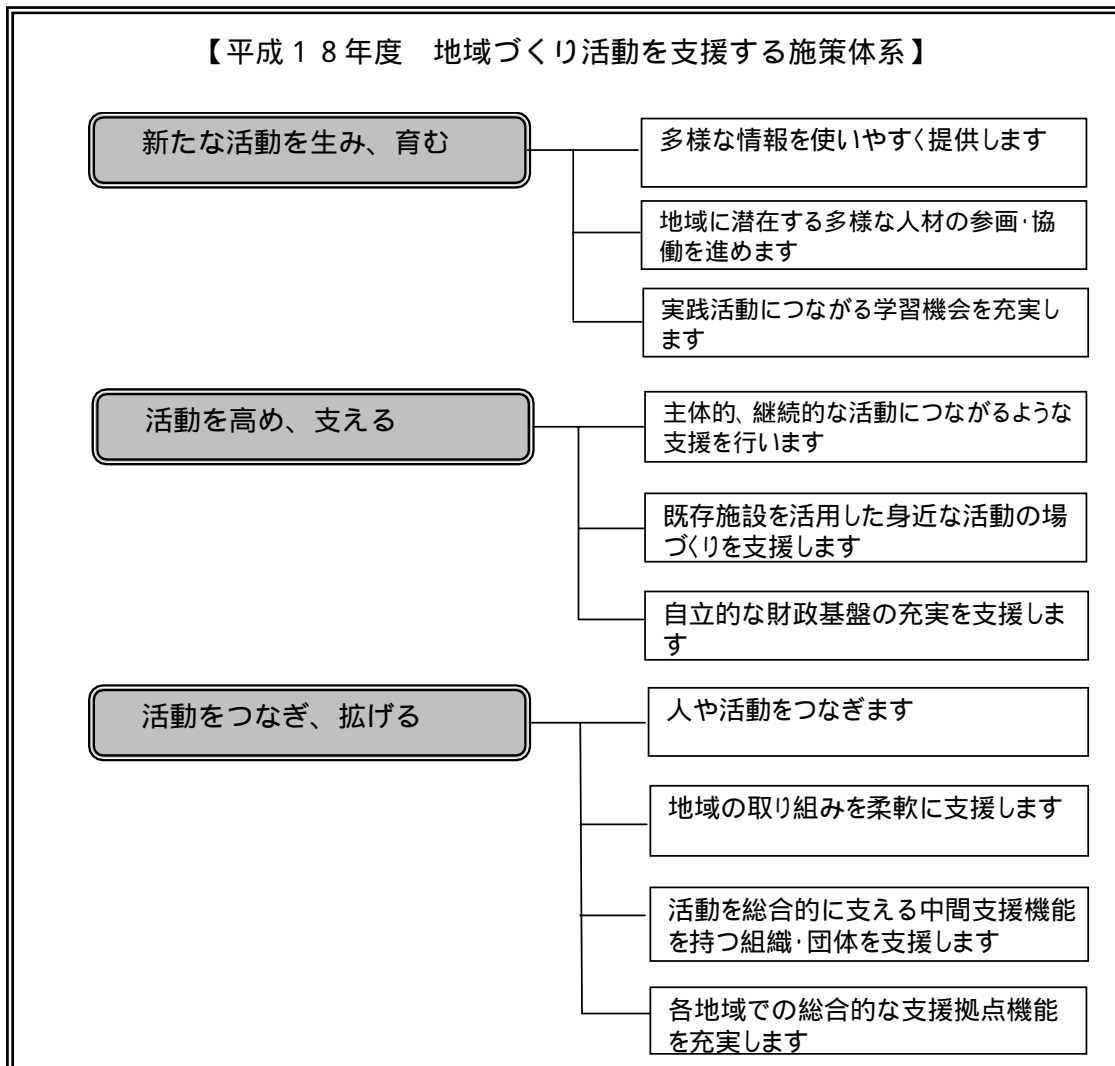 【平成１８年度　地域づくり活動を支援する施策体系】
新たな活動を生み、育む
多様な情報を使いやすく提供します
地域に潜在する多様な人材の参画･協
働を進めます
実践活動につながる学習機会を充実し
ます
活動を高め、支える
主体的、継続的な活動につながるような
支援を行います
既存施設を活用した身近な活動の場
づくりを支援します
自立的な財政基盤の充実を支援しま
す
活動をつなぎ、拡げる
人や活動をつなぎます
地域の取り組みを柔軟に支援します
活動を総合的に支える中間支援機能
を持つ組織･団体を支援します
各地域での総合的な支援拠点機能
を充実します